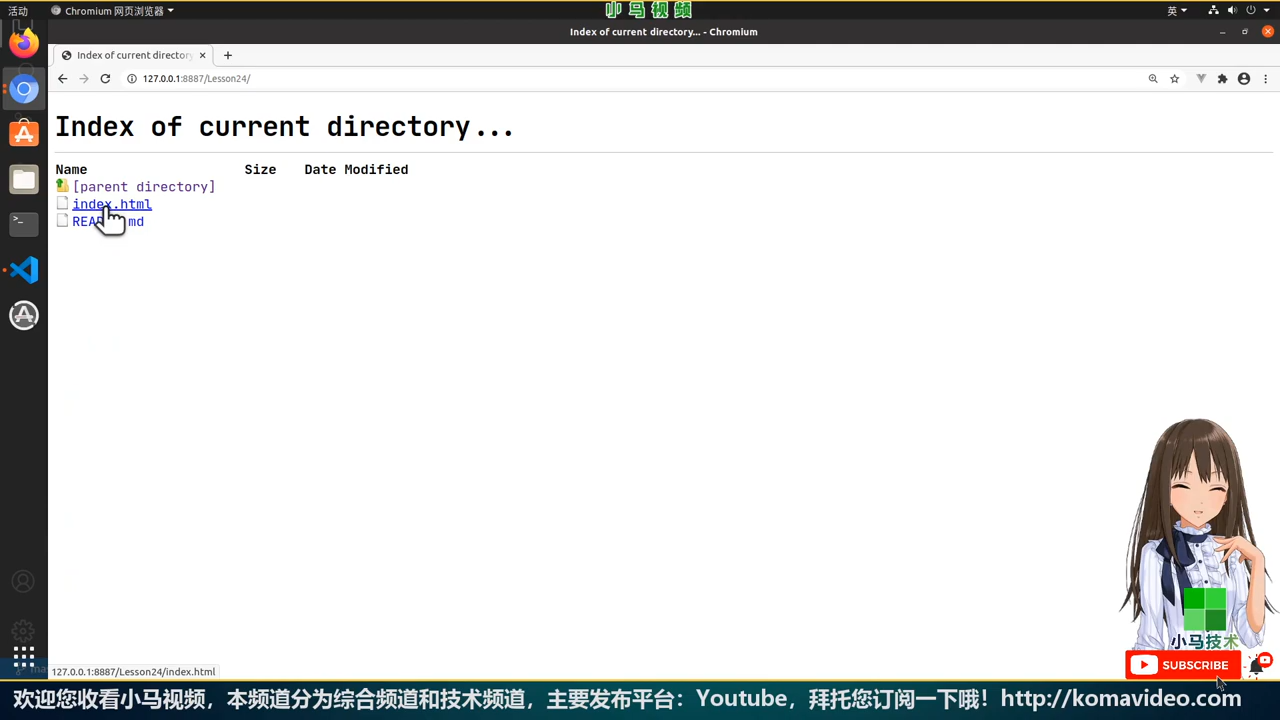 活动
Chromium 网页浏览器
小马视频
英
Index of current directory... - Chromium
Index of current directory
127.0.0.1:8887/Lesson24/
Index of current directory...
Name Size Date Modified
[parent directory]
index.html
REA md
小马技术
SUBSCRIBE
127.0.0.1:8887/Lesson24/index.html
欢迎您收看小马视频，本频道分为综合频道和技术频道，主要发布平台：Youtube，拜托您订阅一下哦！http://komavideo.com